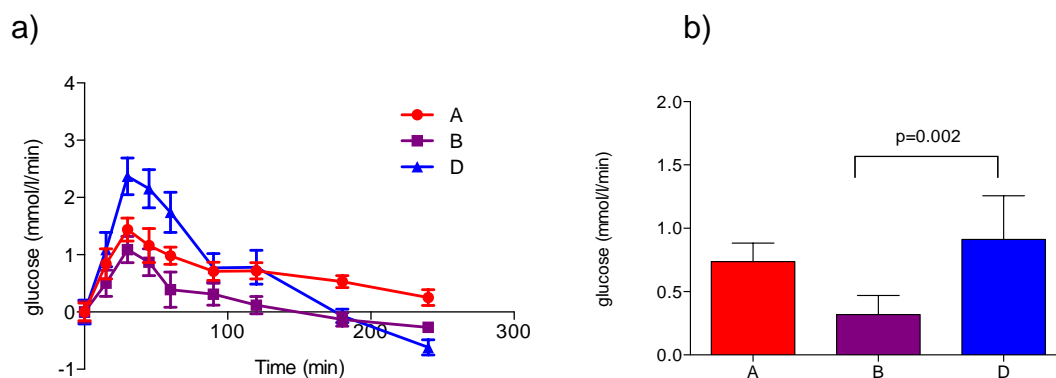 a)
glucose (mmol/l/min)
4
3
2
1
0
-1
100
200
300
Time (min)
A
B
D
b)
glucose (mmol/l/min)
2.0
1.5
1.0
0.5
0.0
p=0.002
A
B
D